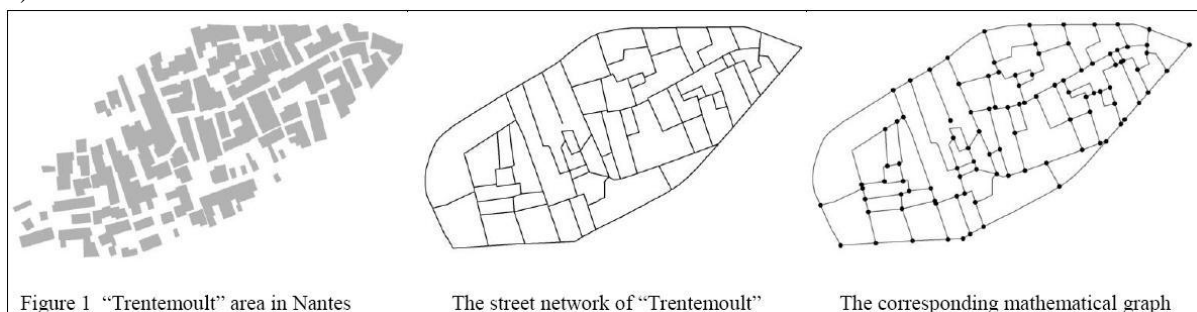 Figure 1 “Trentemoult” area in Nantes
The street network of “Trentemoult”
The corresponding mathematical graph